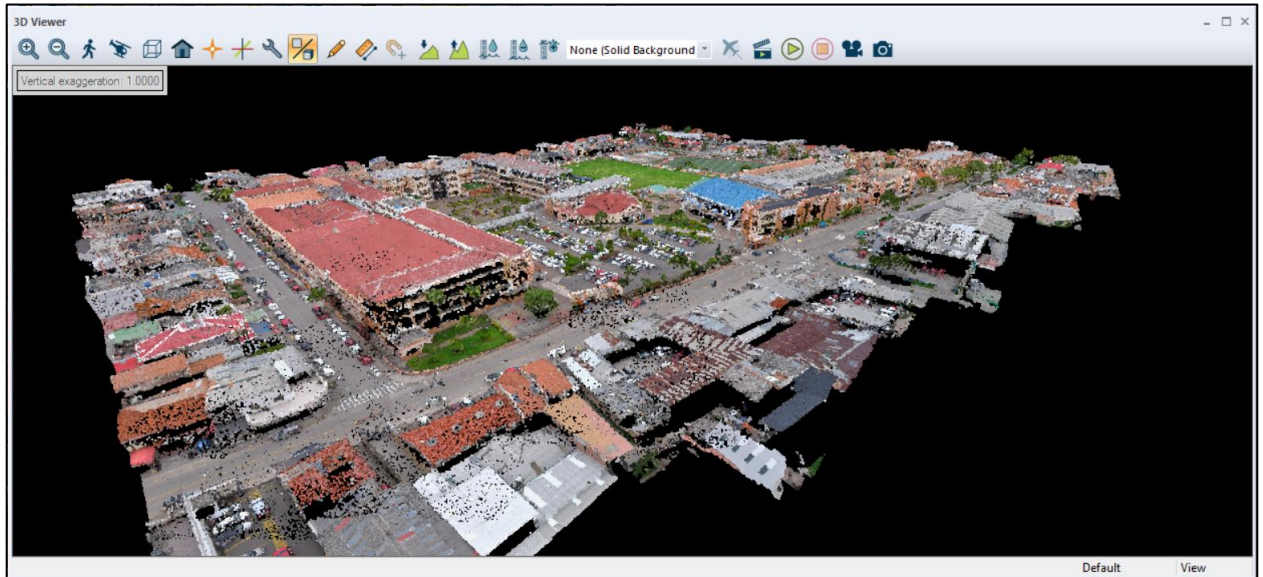 3D Viewer
None (Solid Background
Vertical exaggeration: 1.0000
Default View